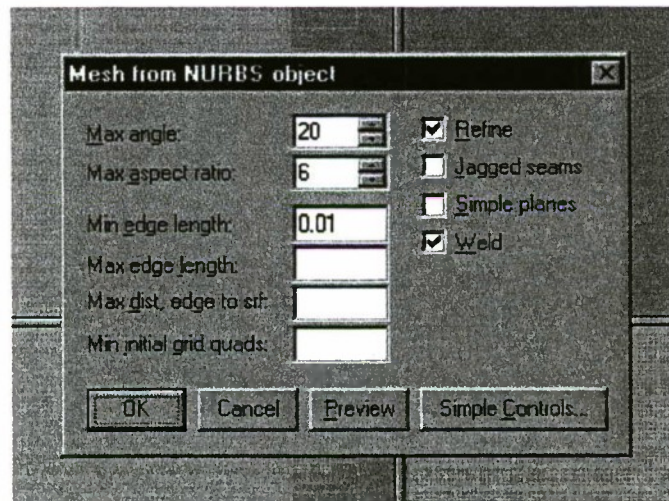 Mesh from NURBS object
Max angle: 20
Max aspect ratio: 6
Min edge length: 0.01
Max edge length:
Max dist, edge to srf:
Min initial grid quads:
Refine
Jagged seams
Simple planes
Weld
OK Cancel Preview Simple Controls...